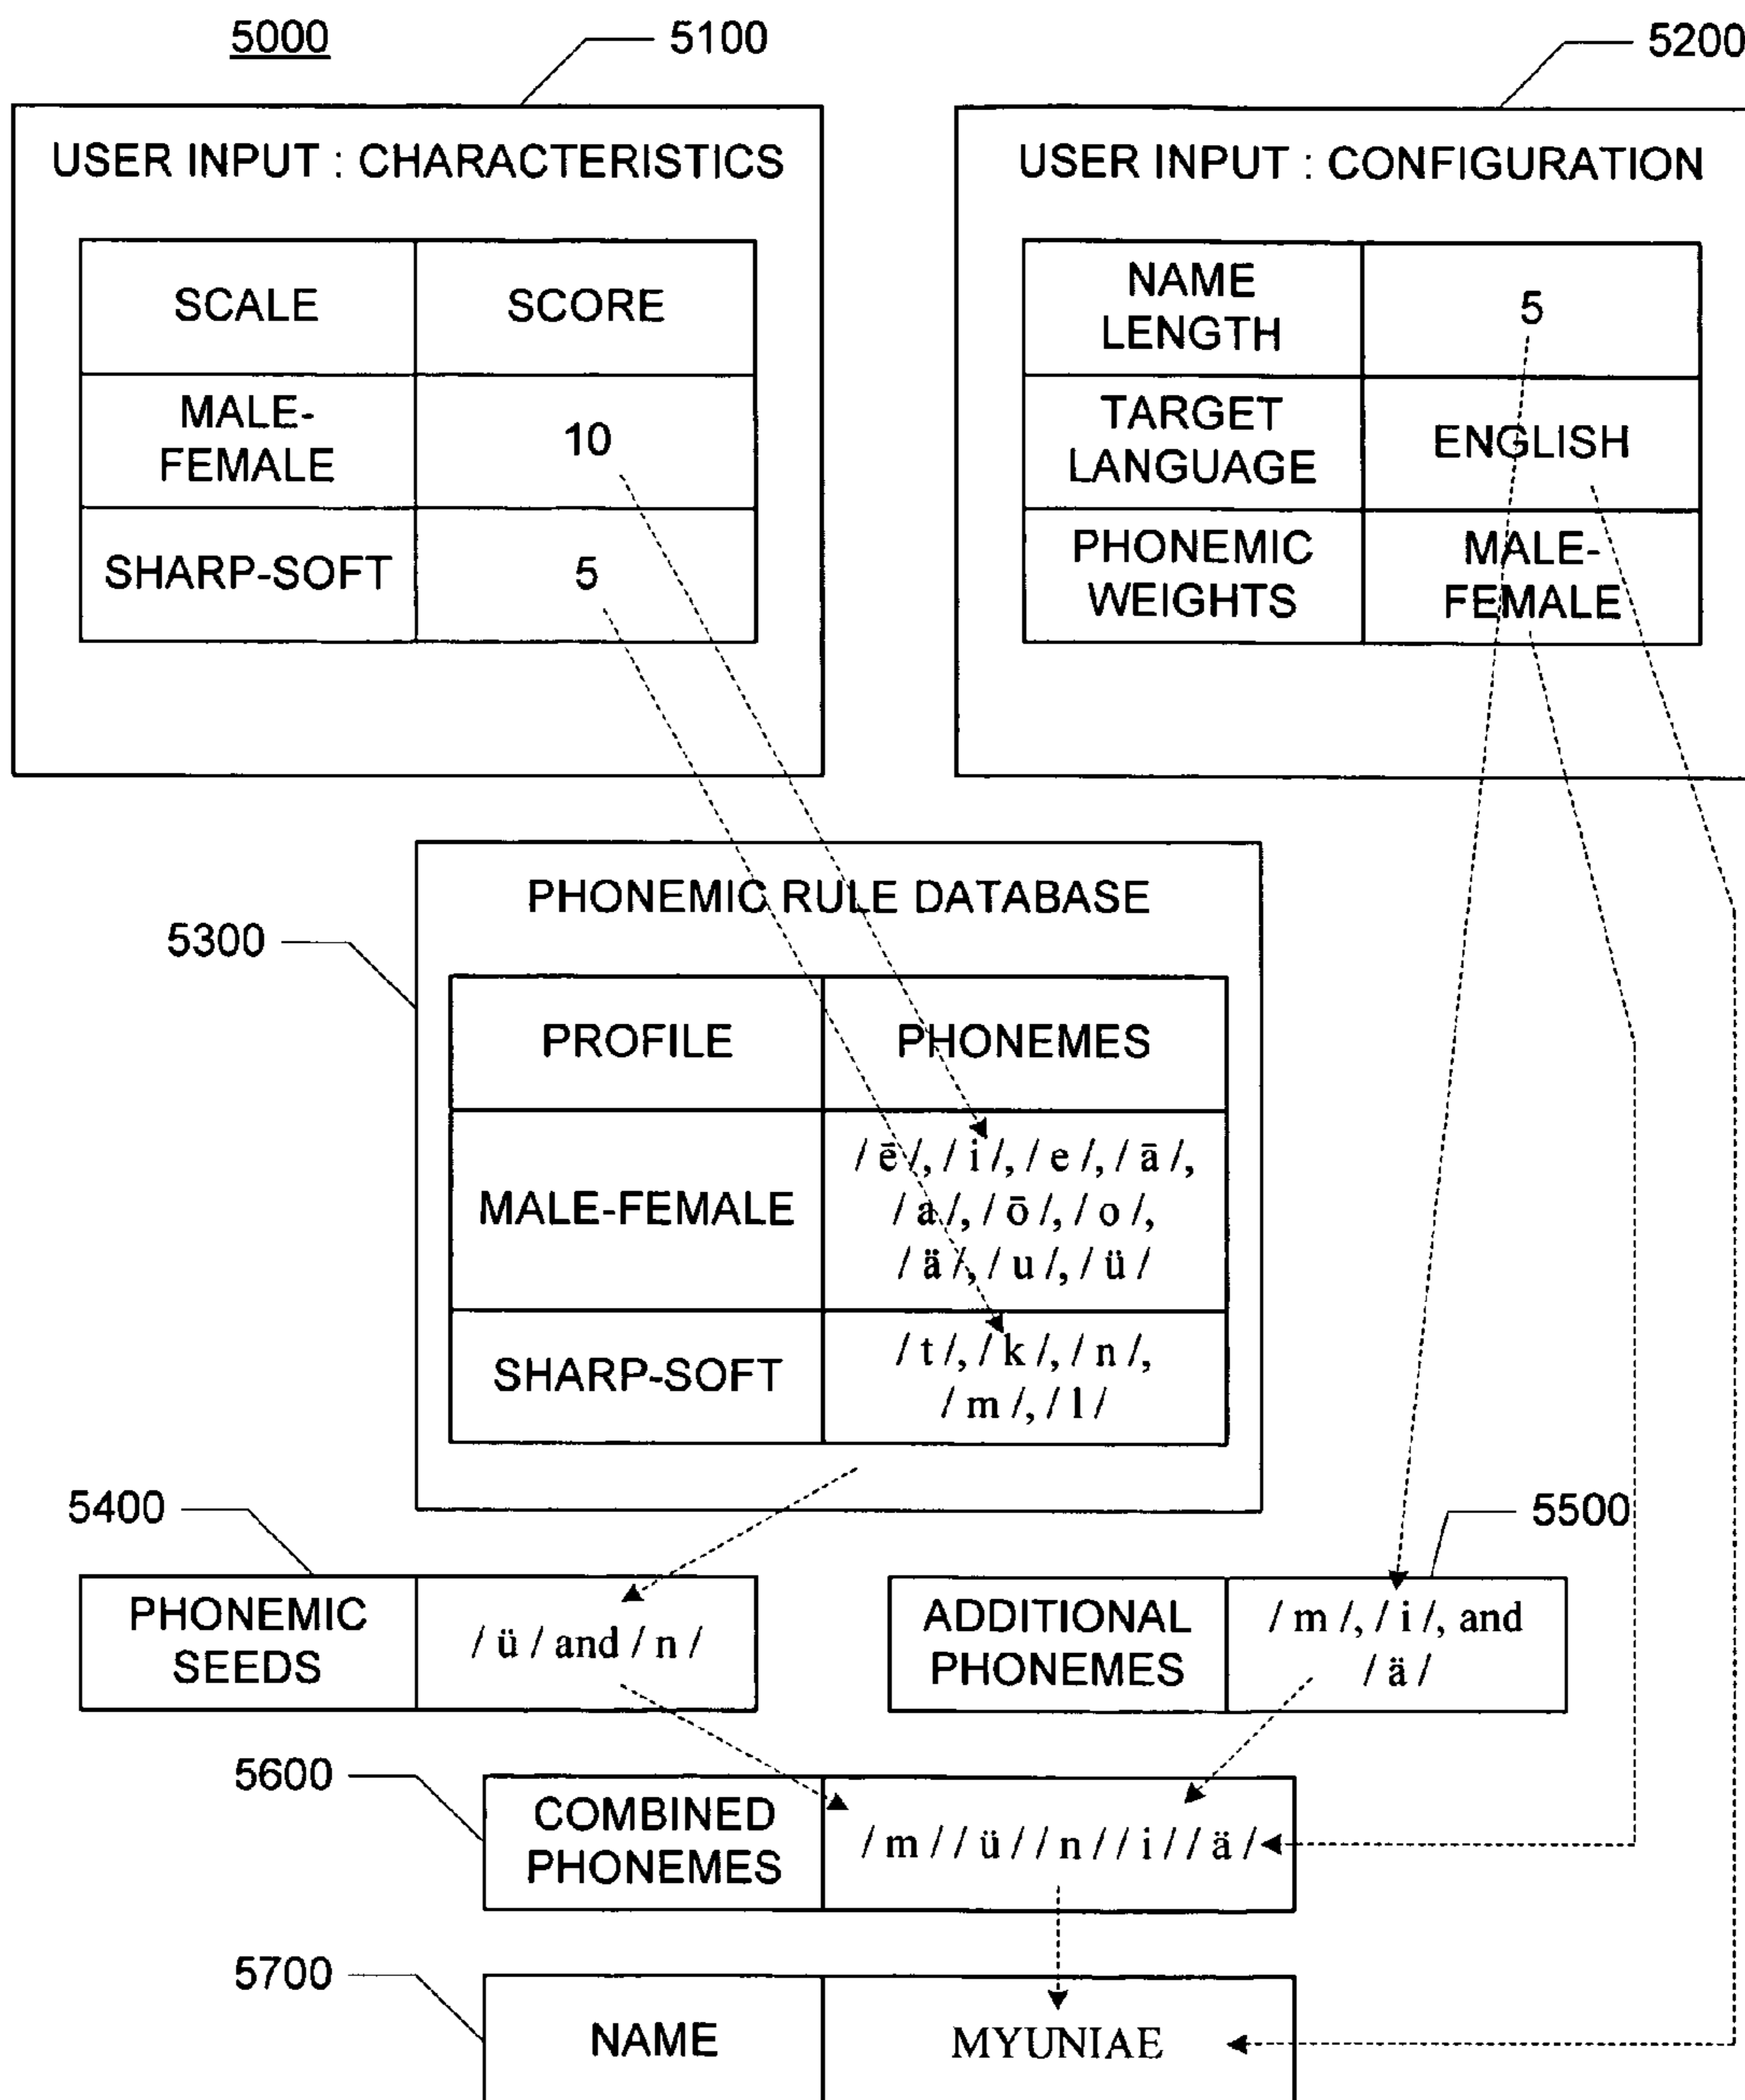 5000
5100
5200
USER INPUT : CHARACTERISTICS
SCALE
SCORE
MALE-
FEMALE
10
SHARP-SOFT
5
USER INPUT : CONFIGURATION
NAME
LENGTH
5
TARGET
LANGUAGE
ENGLISH
PHONEMIC
WEIGHTS
MALE-
FEMALE
5300
PHONEMIC RULE DATABASE
PROFILE
PHONEMES
MALE-FEMALE
/ ē /, / i /, / e /, / ā /,
/ a /, / ō /, / o /,
/ ä /, / u /, / ü /
SHARP-SOFT
/ t /, / k /, / n /,
/ m /, / l /
5400
PHONEMIC
SEEDS
/ ü / and / n /
5500
ADDITIONAL
PHONEMES
/ m /, / i /, and
/ ä /
5600
COMBINED
PHONEMES
/ m / / ü / / n / / i / / ä /
5700
NAME
MYUNIAE